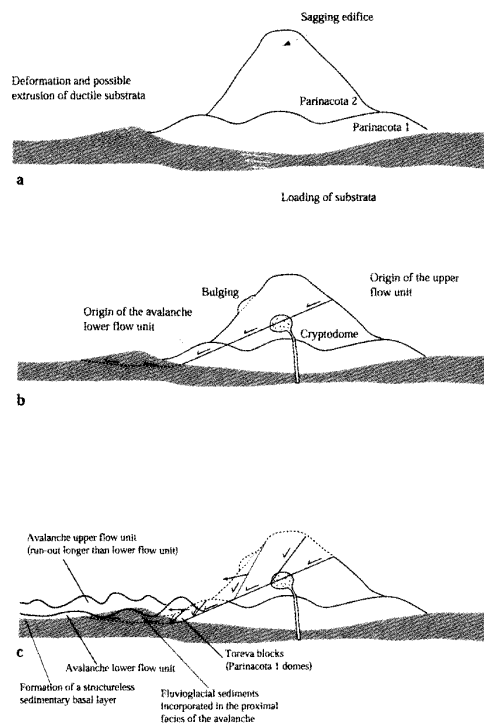 Sagging edifice
Deformation and possible
extrusion of ductile substrata
Parinacota 2
Parinacota 1
a
Loading of substrata
Bulging
Origin of the upper
flow unit
Origin of the avalanche
lower flow unit
Cryptodome
b
Avalanche upper flow unit
(run-out longer than lower flow unit)
c
Toreva blocks
(Parinacota 1 domes)
Avalanche lower flow unit
Formation of a structureless
sedimentary basal layer
Fluvioglacial sediments
incorporated in the proximal
facies of the avalanche